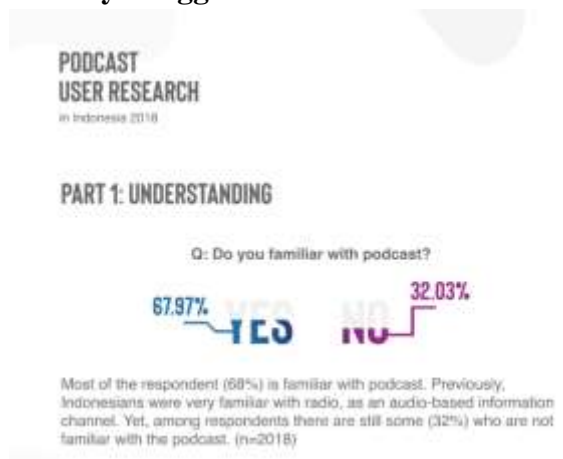 PODCAST
USER RESEARCH
in Indonesia 2018
PART 1: UNDERSTANDING
Q: Do you familiar with podcast?
67.97% YES NO 32.03%
Most of the respondent (68%) is familiar with podcast. Previously,
Indonesians were very familiar with radio, as an audio-based information
channel. Yet, among respondents there are still some (32%) who are not
familiar with the podcast. (n=2018)